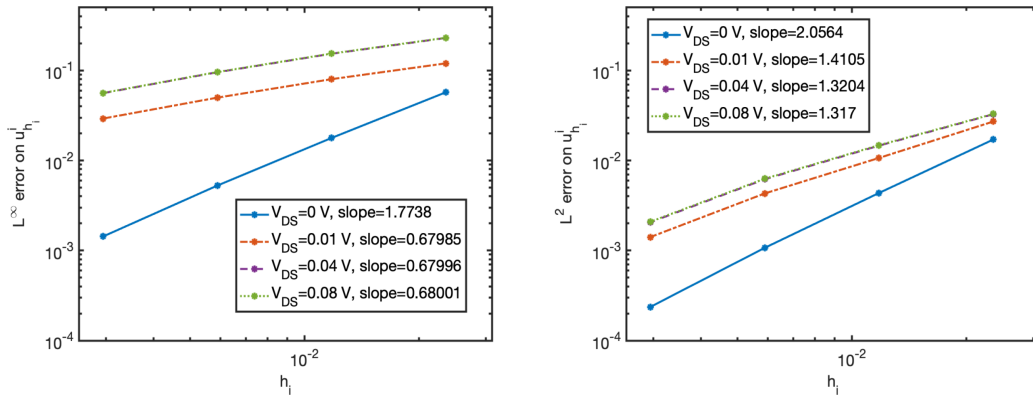 10^-1
10^-2
10^-3
10^-4
L^∞ error on u^i_{h_i}
V_DS=0 V, slope=1.7738
V_DS=0.01 V, slope=0.67985
V_DS=0.04 V, slope=0.67996
V_DS=0.08 V, slope=0.68001
10^-2
h_i
10^-1
10^-2
10^-3
10^-4
L^2 error on u^i_{h_i}
V_DS=0 V, slope=2.0564
V_DS=0.01 V, slope=1.4105
V_DS=0.04 V, slope=1.3204
V_DS=0.08 V, slope=1.317
10^-2
h_i